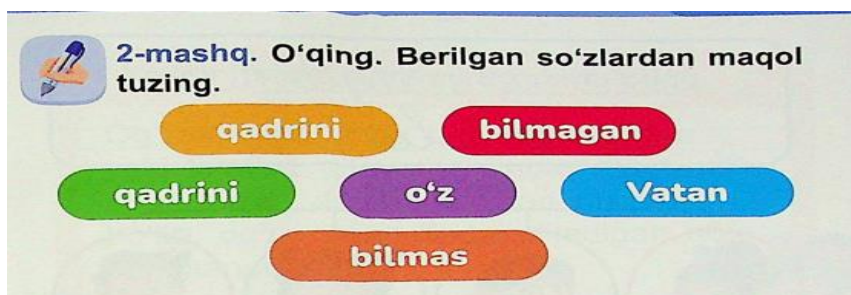 2-mashq. O‘qing. Berilgan so‘zlardan maqol
tuzing.
qadrini bilmagan
qadrini o‘z Vatan
bilmas